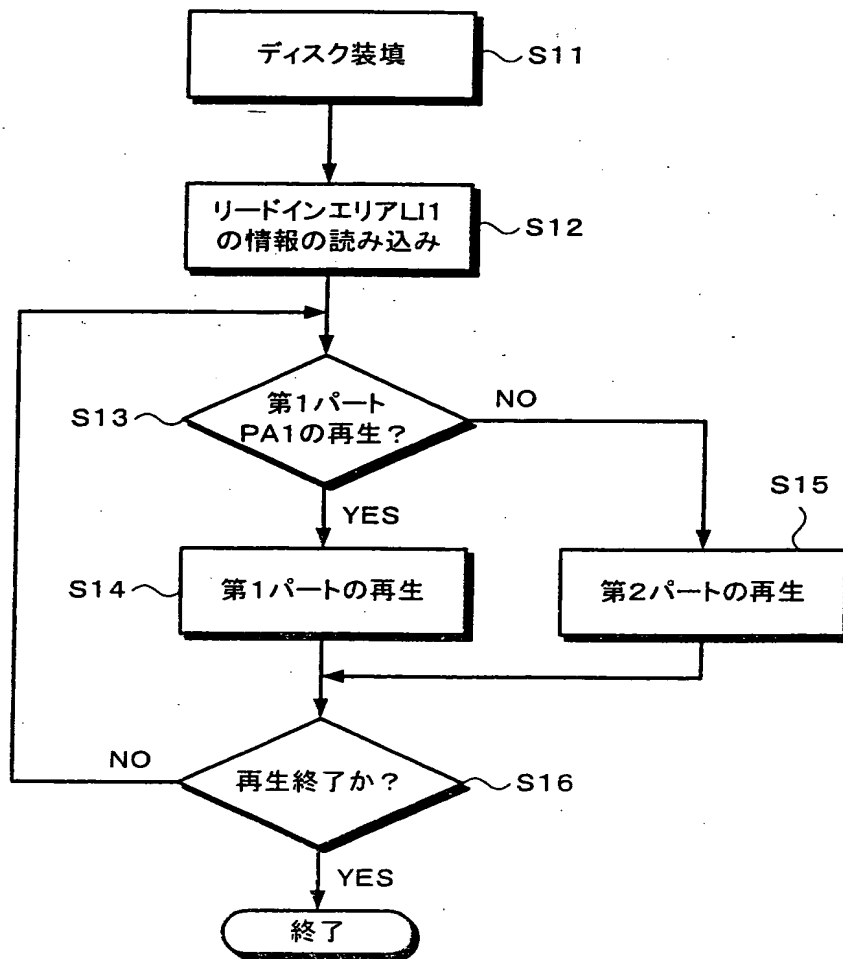 ディスク装填
S11
リードインエリアLI1
の情報の読み込み
S12
S13
第1パート
PA1の再生？
NO
YES
S15
S14
第1パートの再生
第2パートの再生
NO
再生終了か？
S16
YES
終了